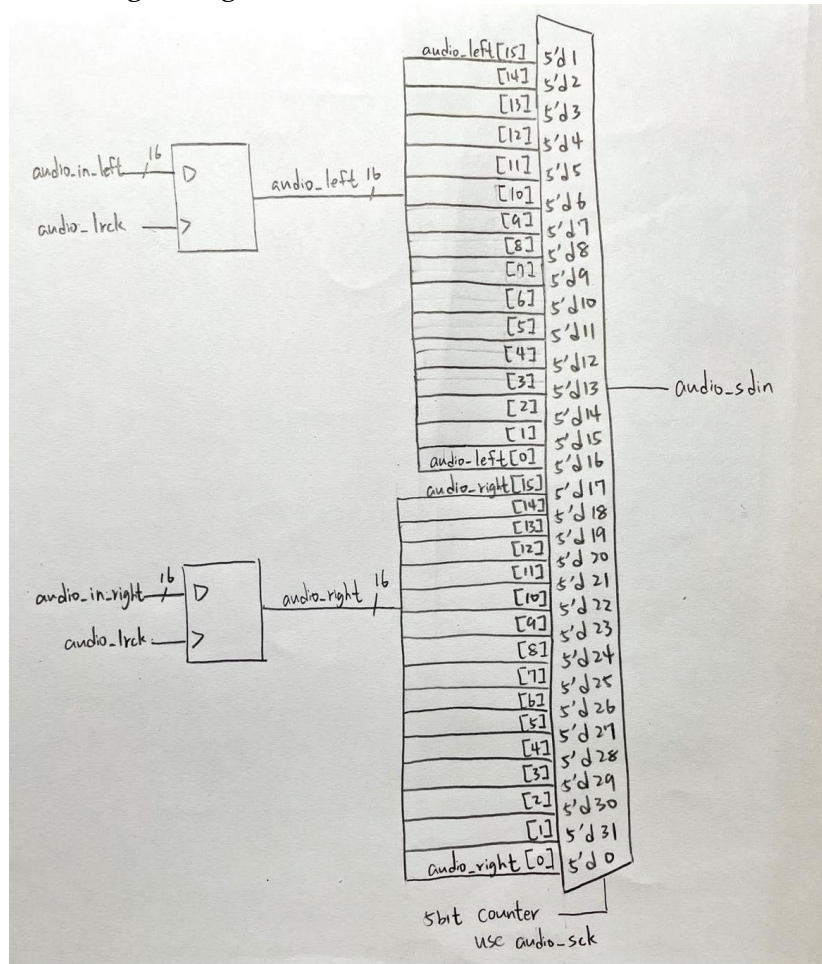 audio_left[15] 5'd1
[14] 5'd2
[13] 5'd3
[12] 5'd4
[11] 5'd5
[10] 5'd6
[9] 5'd7
[8] 5'd8
[7] 5'd9
[6] 5'd10
[5] 5'd11
[4] 5'd12
[3] 5'd13
[2] 5'd14
[1] 5'd15
audio-left[0] 5'd16
audio-right[15] 5'd17
[14] 5'd18
[13] 5'd19
[12] 5'd20
[11] 5'd21
[10] 5'd22
[9] 5'd23
[8] 5'd24
[7] 5'd25
[6] 5'd26
[5] 5'd27
[4] 5'd28
[3] 5'd29
[2] 5'd30
[1] 5'd31
audio_right[0] 5'd0
16
audio_in_left D
audio_left 16
audio_lrck
audio_sdin
16
audio_in_right D
audio_right 16
audio_lrck
5bit counter
use audio_sck